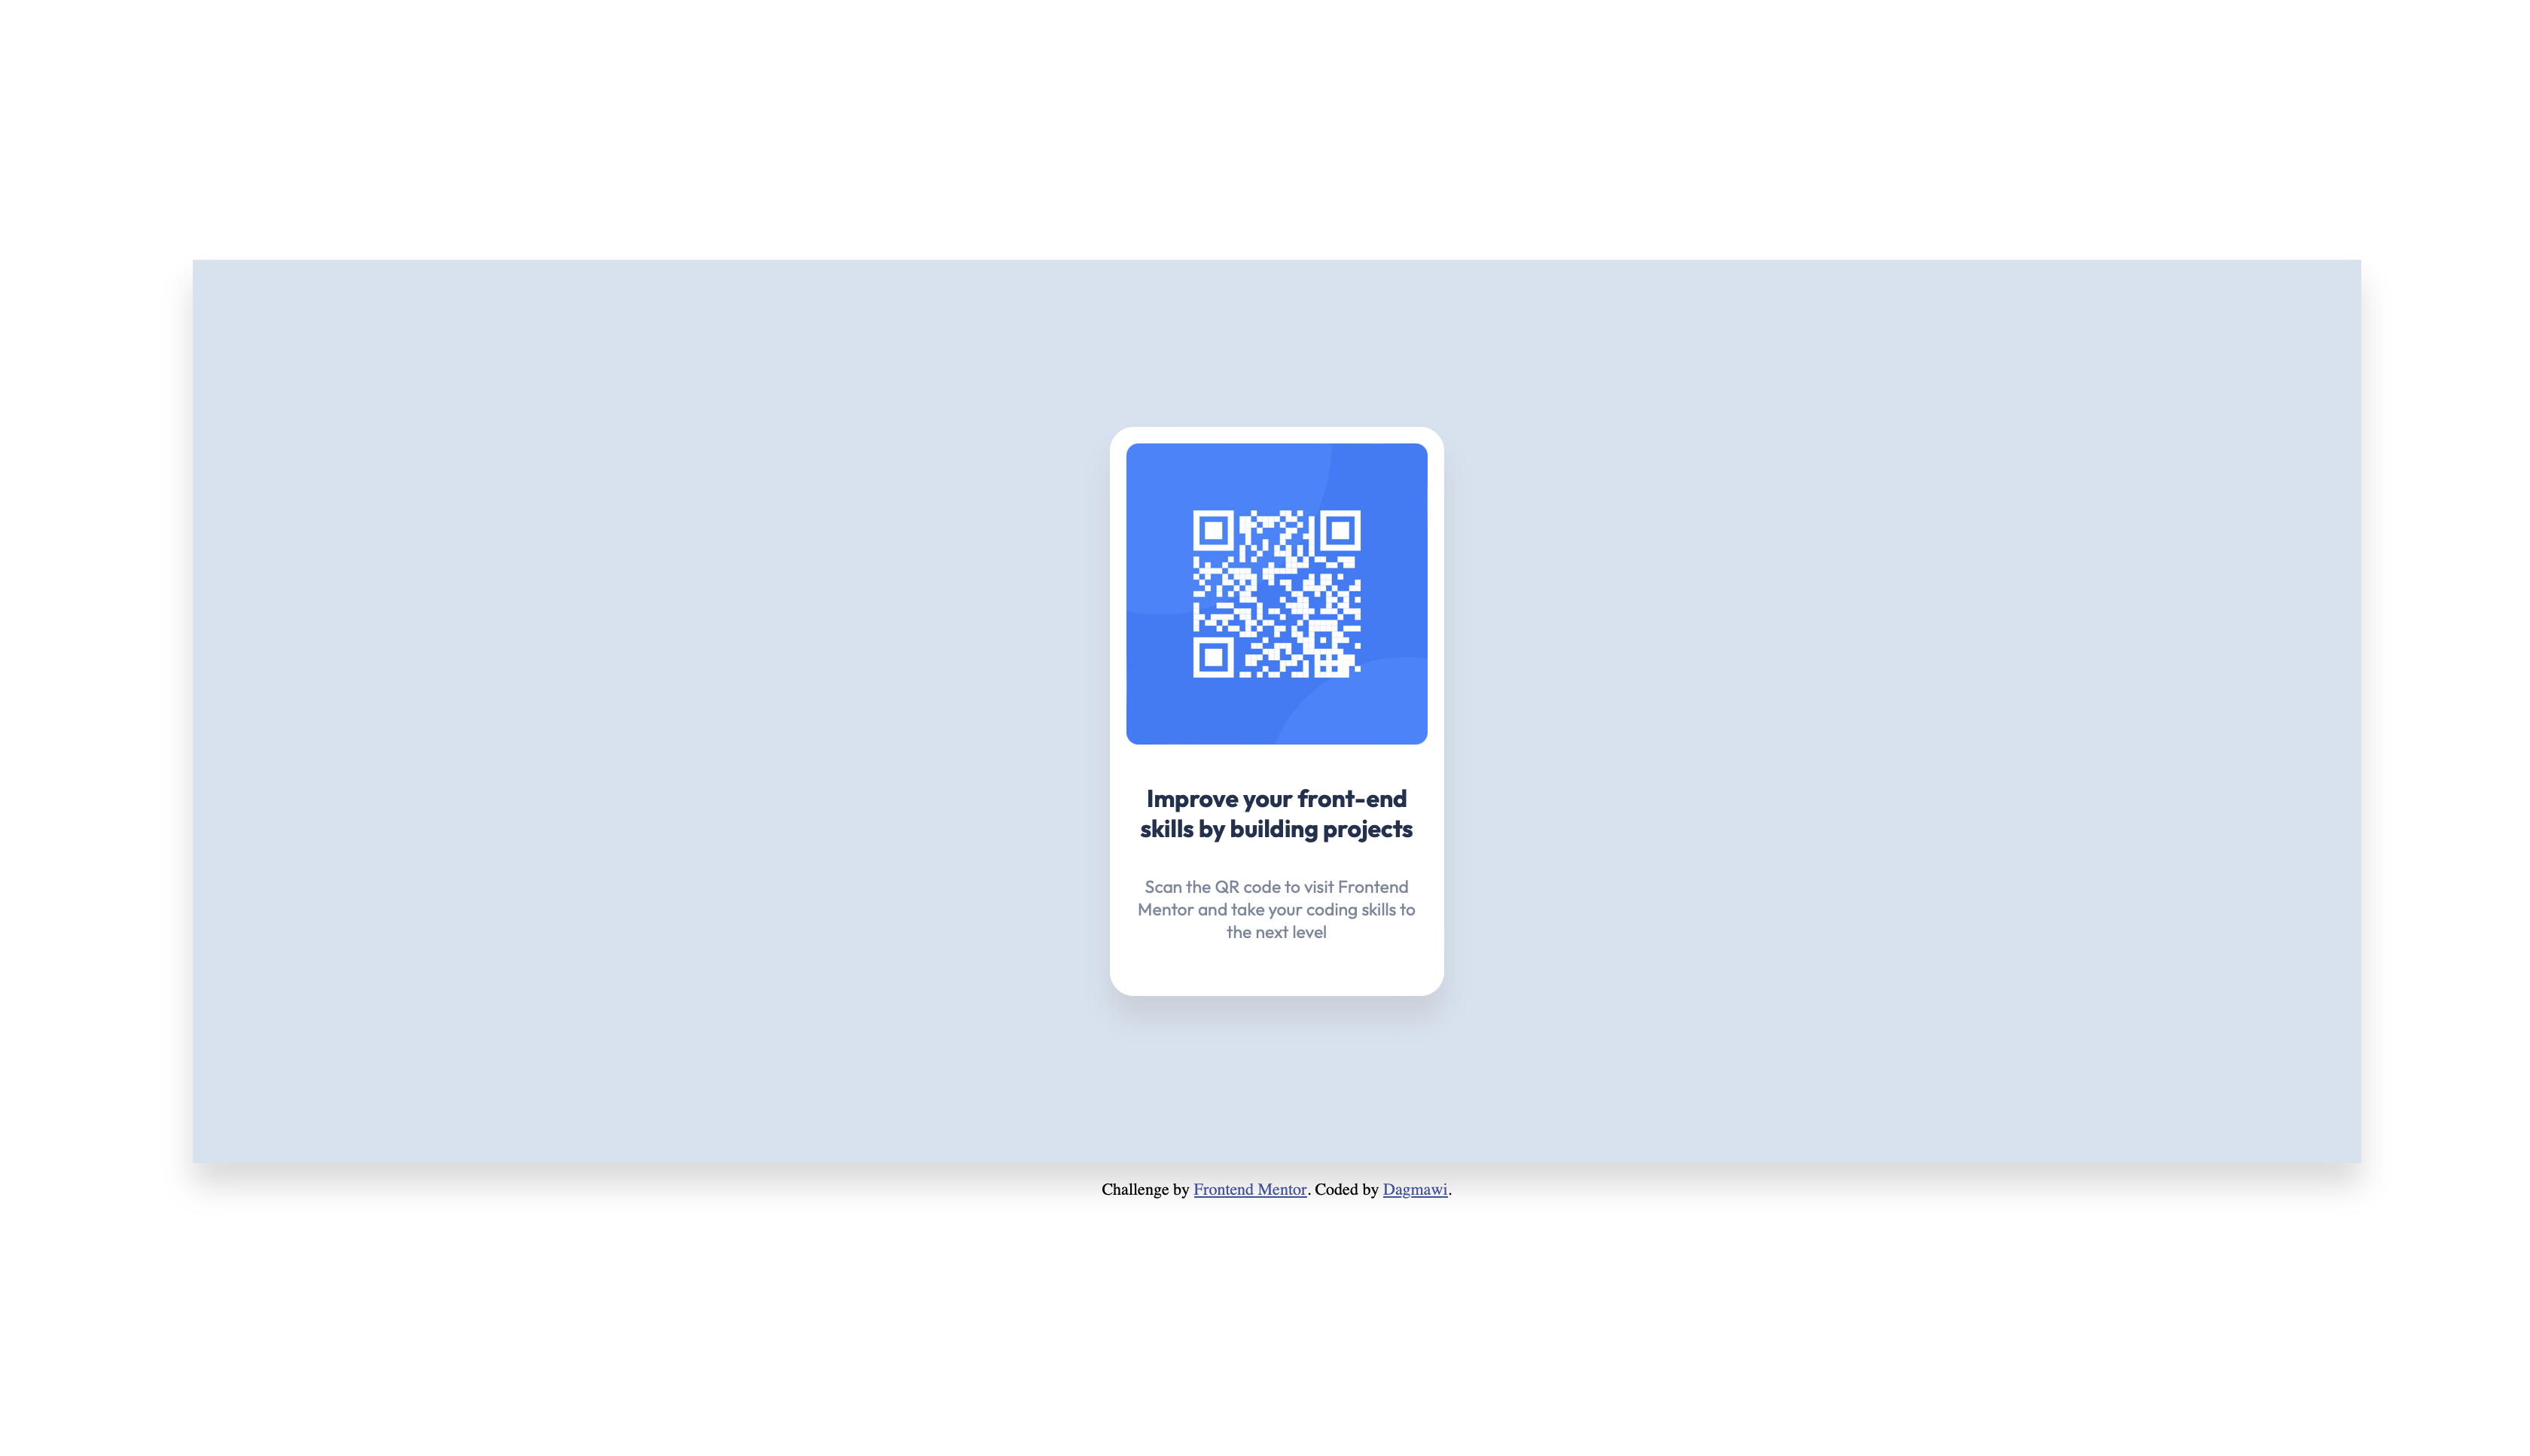 Improve your front-end
skills by building projects
Scan the QR code to visit Frontend
Mentor and take your coding skills to
the next level
Challenge by Frontend Mentor. Coded by Dagmawi.